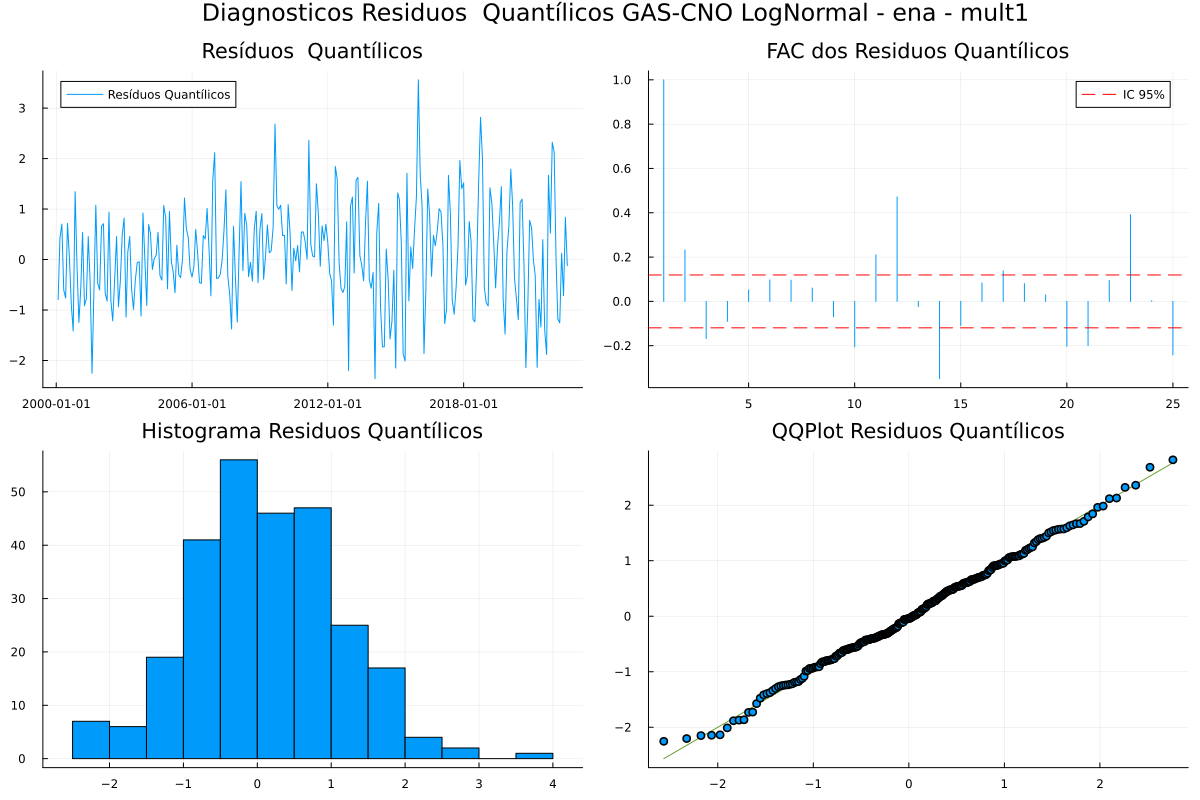 Diagnosticos Residuos  Quantílicos GAS-CNO LogNormal - ena - mult1
Resíduos  Quantílicos
Resíduos Quantílicos
3
2
1
0
−1
−2
2000-01-01 2006-01-01 2012-01-01 2018-01-01
FAC dos Residuos Quantílicos
IC 95%
1.0
0.8
0.6
0.4
0.2
0.0
−0.2
5 10 15 20 25
Histograma Residuos Quantílicos
50
40
30
20
10
0
−2 −1 0 1 2 3 4
QQPlot Residuos Quantílicos
2
1
0
−1
−2
−2 −1 0 1 2